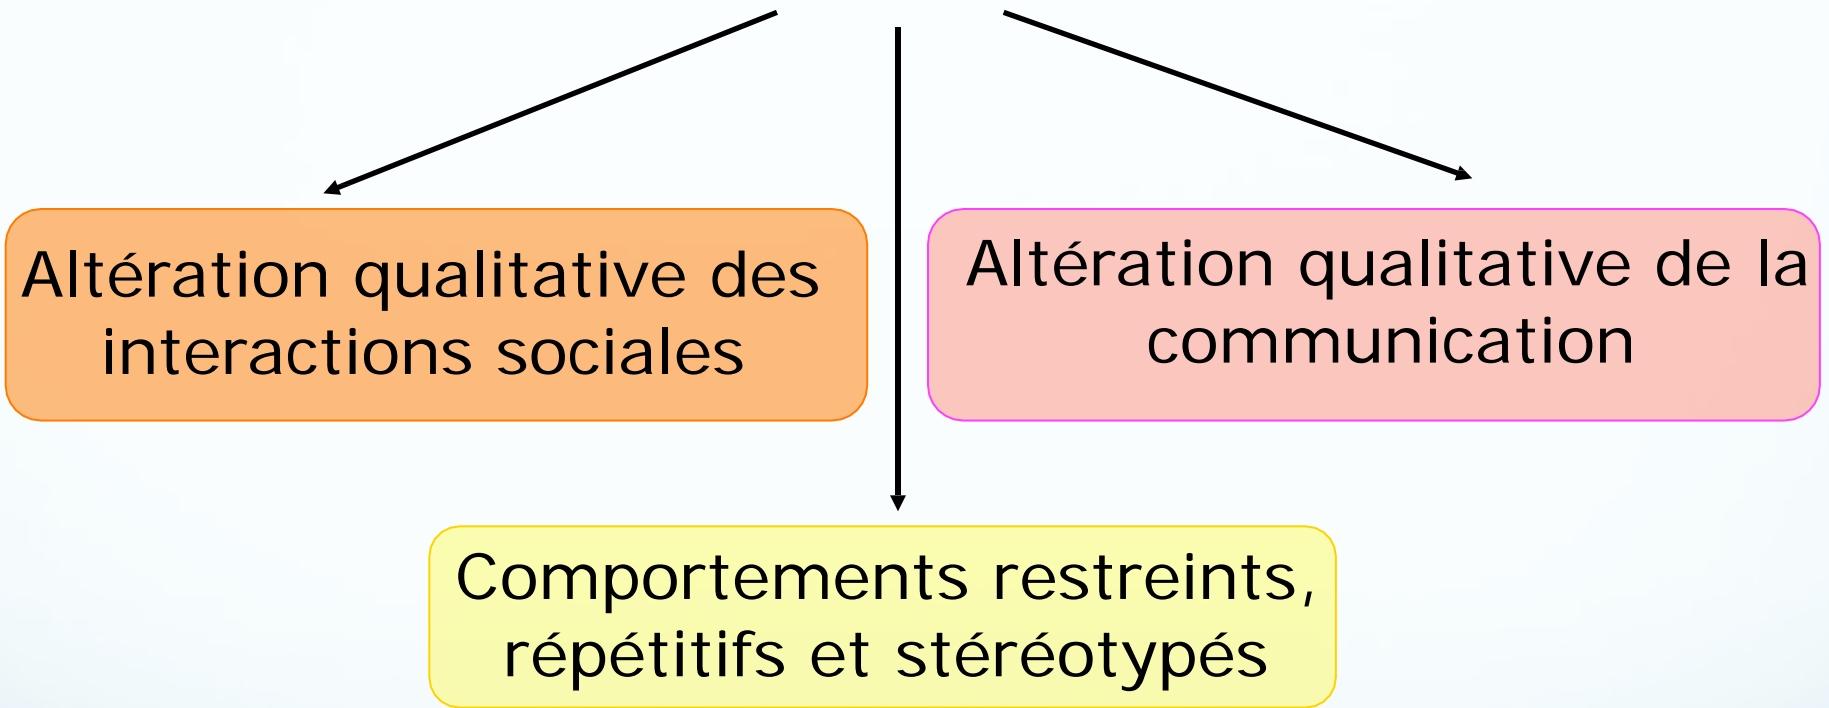 Altération qualitative des
interactions sociales
Altération qualitative de la
communication
Comportements restreints,
répétitifs et stéréotypés